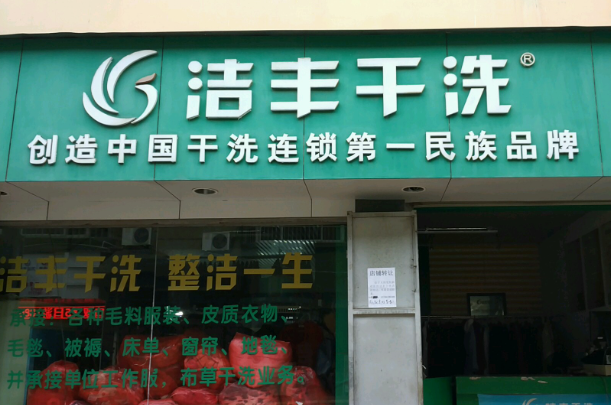 洁丰干洗®
创造中国干洗连锁第一民族品牌
洁丰干洗 整洁一生
承接:各种毛料服装、皮质衣物、
毛毯、被褥、床单、窗帘、地毯、
并承接单位工作服,布草干洗业务。
店铺转让